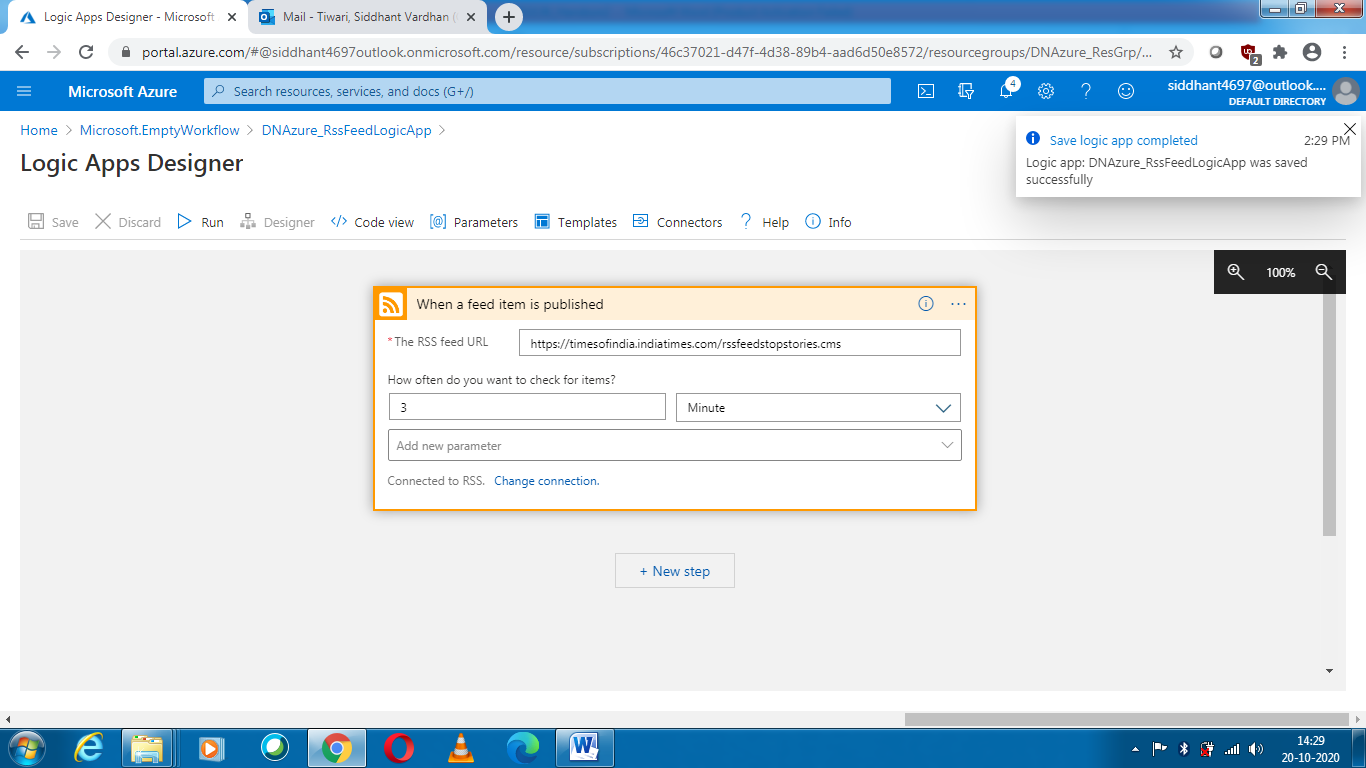 Logic Apps Designer - Microsoft
Mail - Tiwari, Siddhant Vardhan (
portal.azure.com/#@siddhant4697outlook.onmicrosoft.com/resource/subscriptions/46c37021-d47f-4d38-89b4-aad6d50e8572/resourcegroups/DNAzure_ResGrp/...
2
Microsoft Azure
Search resources, services, and docs (G+/)
4
siddhant4697@outlook....
DEFAULT DIRECTORY
Home > Microsoft.EmptyWorkflow > DNAzure_RssFeedLogicApp >
Logic Apps Designer
Save logic app completed 2:29 PM
Logic app: DNAzure_RssFeedLogicApp was saved
successfully
Save Discard Run Designer Code view Parameters Templates Connectors Help Info
100%
When a feed item is published
* The RSS feed URL https://timesofindia.indiatimes.com/rssfeedstopstories.cms
How often do you want to check for items?
3 Minute
Add new parameter
Connected to RSS. Change connection.
+ New step
14:29
20-10-2020